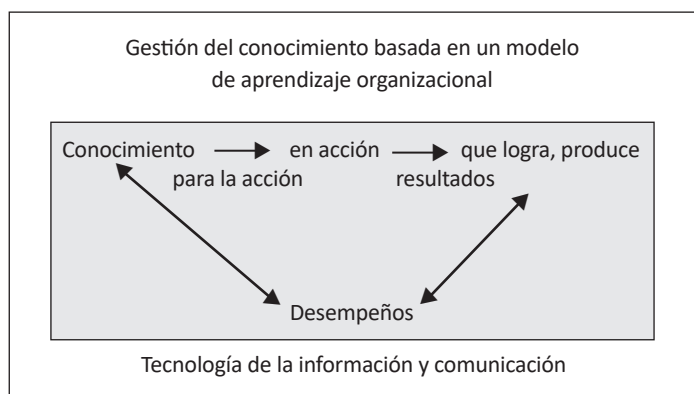 Gestión del conocimiento basada en un modelo
de aprendizaje organizacional
Conocimiento en acción que logra, produce
para la acción resultados
Desempeños
Tecnología de la información y comunicación